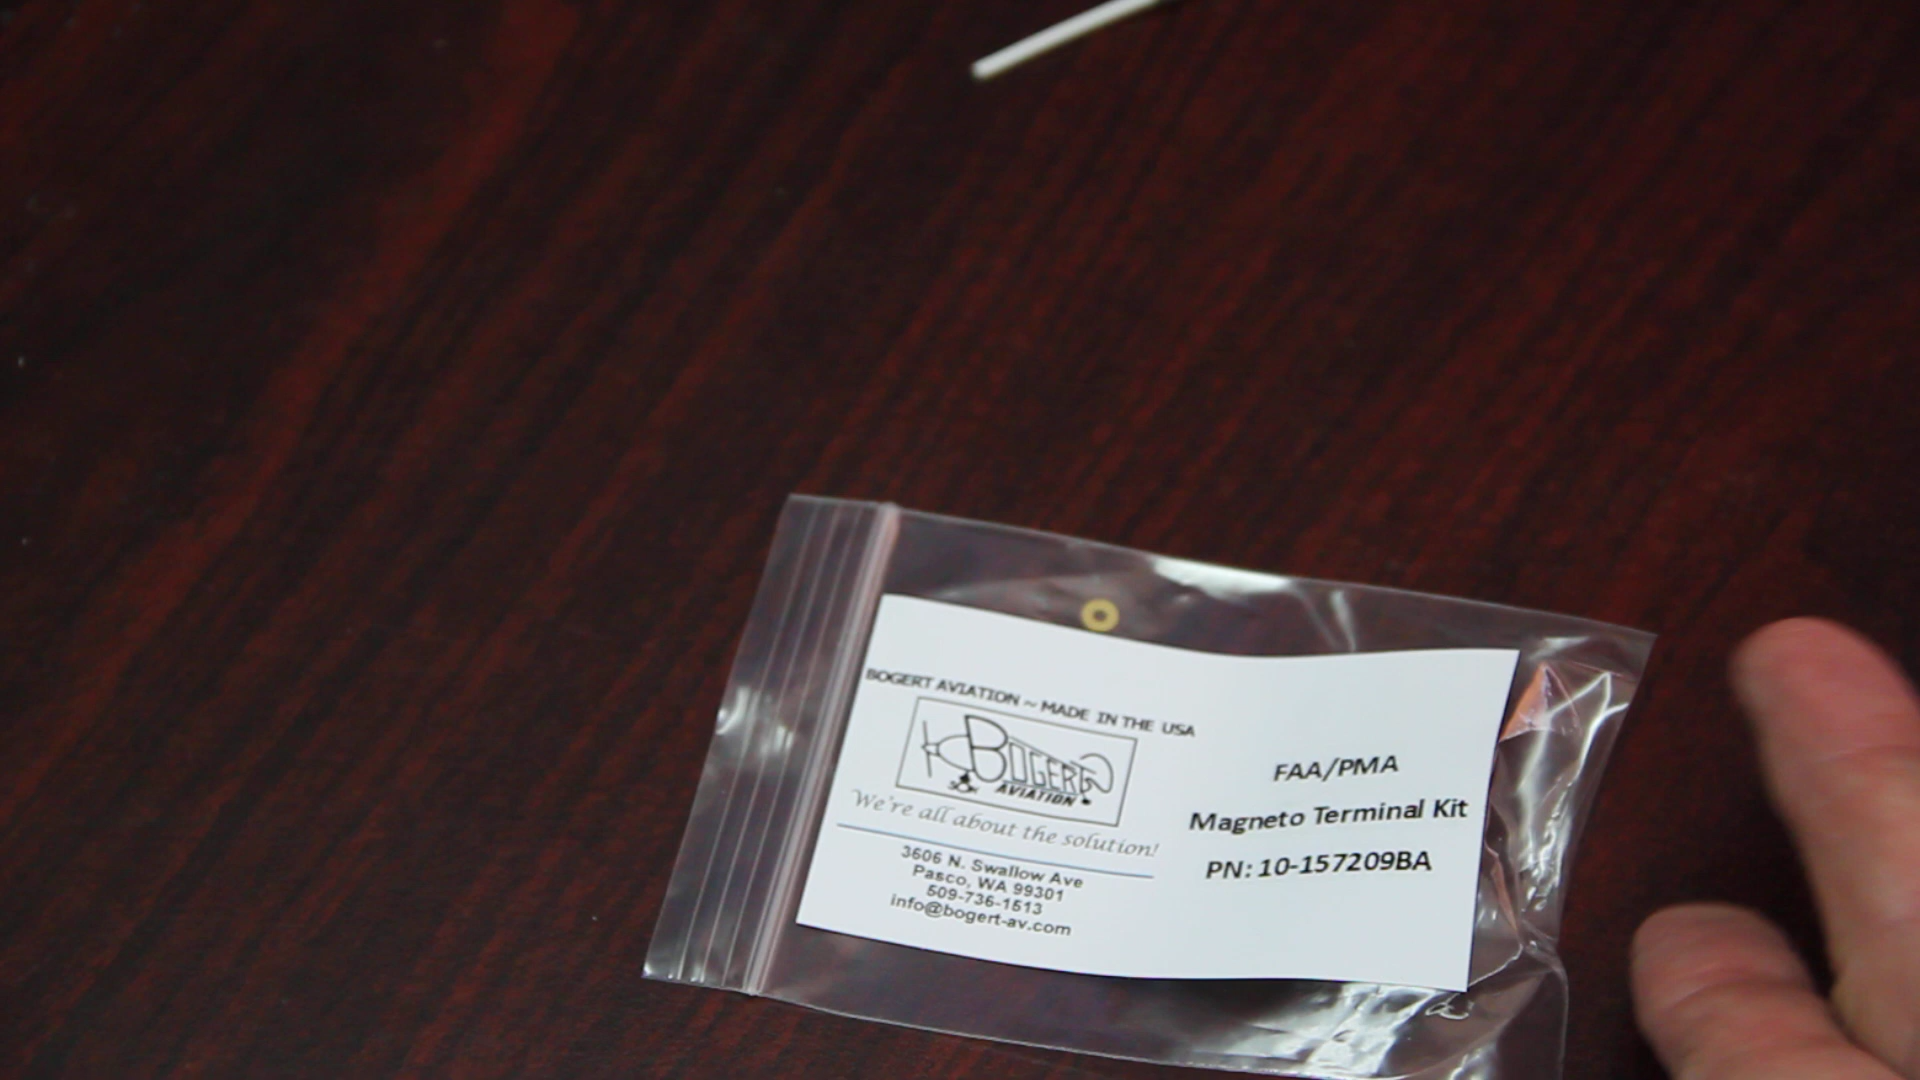 BOGERT AVIATION ~ MADE IN THE USA
BOGERT
AVIATION
We're all about the solution!
3606 N. Swallow Ave
Pasco, WA 99301
509-736-1513
info@bogert-av.com
FAA/PMA
Magneto Terminal Kit
PN: 10-157209BA